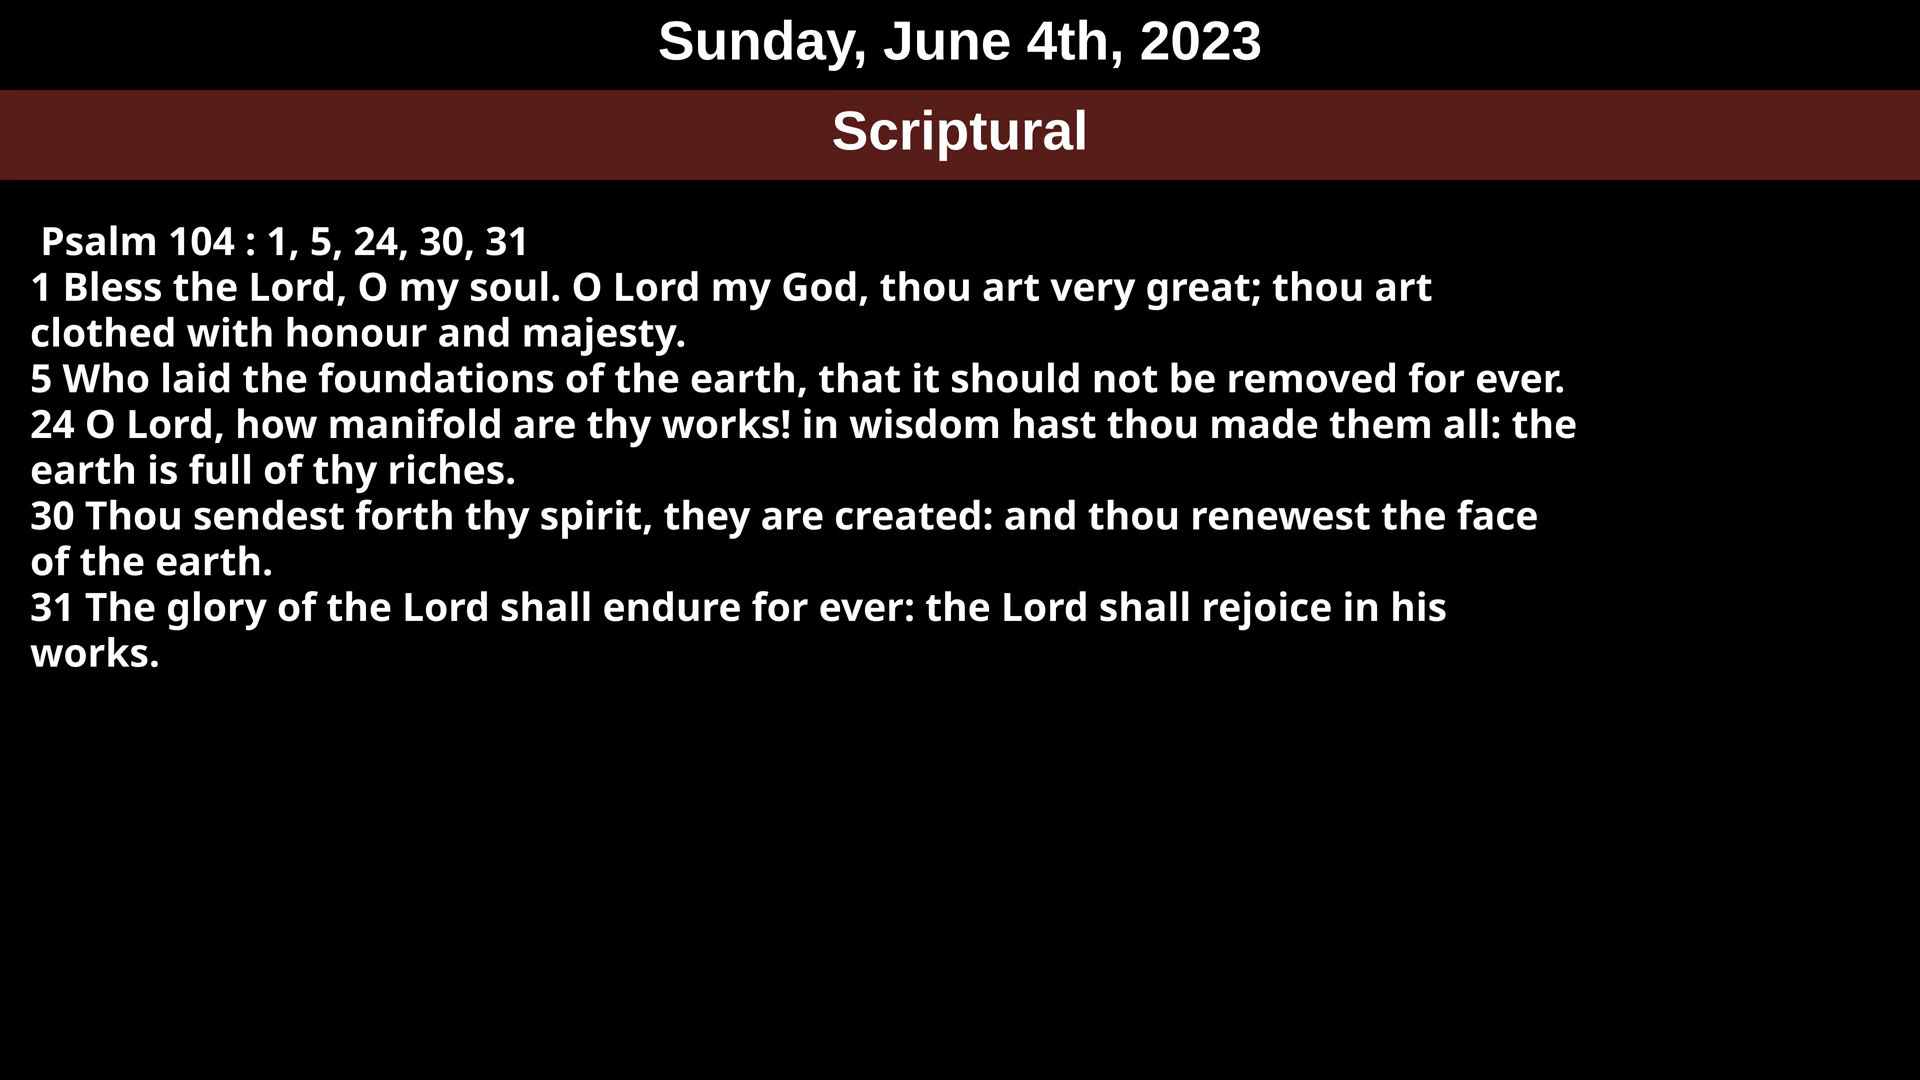 Sunday, June 4th, 2023
Scriptural
Psalm 104 : 1, 5, 24, 30, 31
1 Bless the Lord, O my soul. O Lord my God, thou art very great; thou art
clothed with honour and majesty.
5 Who laid the foundations of the earth, that it should not be removed for ever.
24 O Lord, how manifold are thy works! in wisdom hast thou made them all: the
earth is full of thy riches.
30 Thou sendest forth thy spirit, they are created: and thou renewest the face
of the earth.
31 The glory of the Lord shall endure for ever: the Lord shall rejoice in his
works.